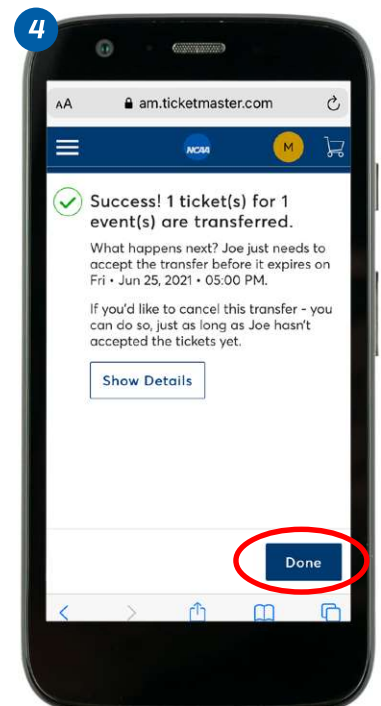 4
AA am.ticketmaster.com
NCAA M
Success! 1 ticket(s) for 1
event(s) are transferred.
What happens next? Joe just needs to
accept the transfer before it expires on
Fri • Jun 25, 2021 • 05:00 PM.
If you'd like to cancel this transfer - you
can do so, just as long as Joe hasn't
accepted the tickets yet.
Show Details
Done